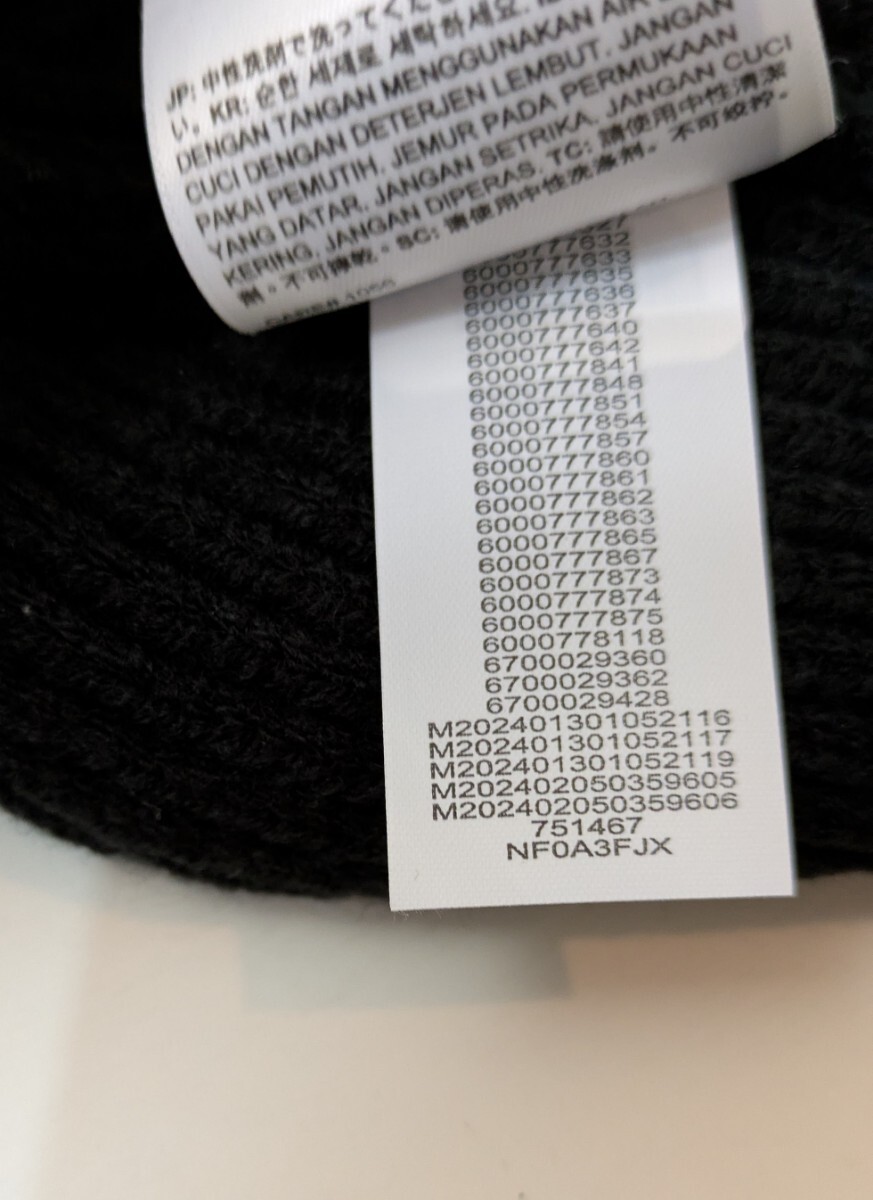 JP: 中性洗剤で洗ってくだ
い。KR: 순한 세제로 세탁하세요.
DENGAN TANGAN MENGGUNAKAN AIR
CUCI DENGAN DETERJEN LEMBUT. JANGAN
PAKAI PEMUTIH. JEMUR PADA PERMUKAAN
YANG DATAR. JANGAN SETRIKA. JANGAN CUCI
KERING. JANGAN DIPERAS. TC: 請使用中性清潔
劑。不可擰乾。SC: 请使用中性洗涤剂。不可绞拧。
6000777632
6000777633
6000777635
6000777636
6000777637
6000777640
6000777642
6000777841
6000777848
6000777851
6000777854
6000777857
6000777860
6000777861
6000777862
6000777863
6000777865
6000777867
6000777873
6000777874
6000777875
6000778118
6700029360
6700029362
6700029428
M202401301052116
M202401301052117
M202401301052119
M202402050359605
M202402050359606
751467
NF0A3FJX